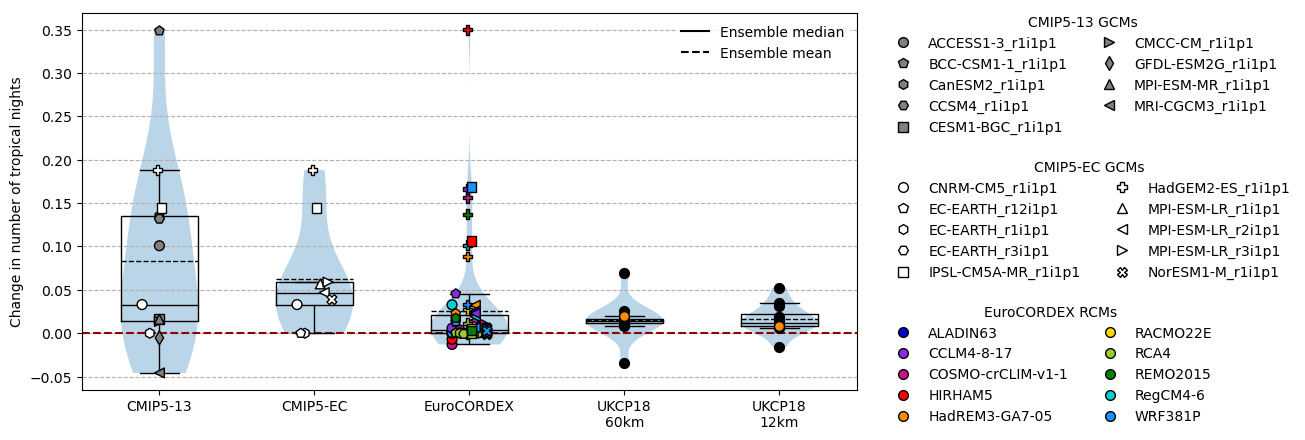 Change in number of tropical nights
0.35
0.30
0.25
0.20
0.15
0.10
0.05
0.00
−0.05
Ensemble median
Ensemble mean
CMIP5-13
CMIP5-EC
EuroCORDEX
UKCP18
60km
UKCP18
12km
CMIP5-13 GCMs
ACCESS1-3_r1i1p1
BCC-CSM1-1_r1i1p1
CanESM2_r1i1p1
CCSM4_r1i1p1
CESM1-BGC_r1i1p1
CMCC-CM_r1i1p1
GFDL-ESM2G_r1i1p1
MPI-ESM-MR_r1i1p1
MRI-CGCM3_r1i1p1
CMIP5-EC GCMs
CNRM-CM5_r1i1p1
EC-EARTH_r12i1p1
EC-EARTH_r1i1p1
EC-EARTH_r3i1p1
IPSL-CM5A-MR_r1i1p1
HadGEM2-ES_r1i1p1
MPI-ESM-LR_r1i1p1
MPI-ESM-LR_r2i1p1
MPI-ESM-LR_r3i1p1
NorESM1-M_r1i1p1
EuroCORDEX RCMs
ALADIN63
CCLM4-8-17
COSMO-crCLIM-v1-1
HIRHAM5
HadREM3-GA7-05
RACMO22E
RCA4
REMO2015
RegCM4-6
WRF381P